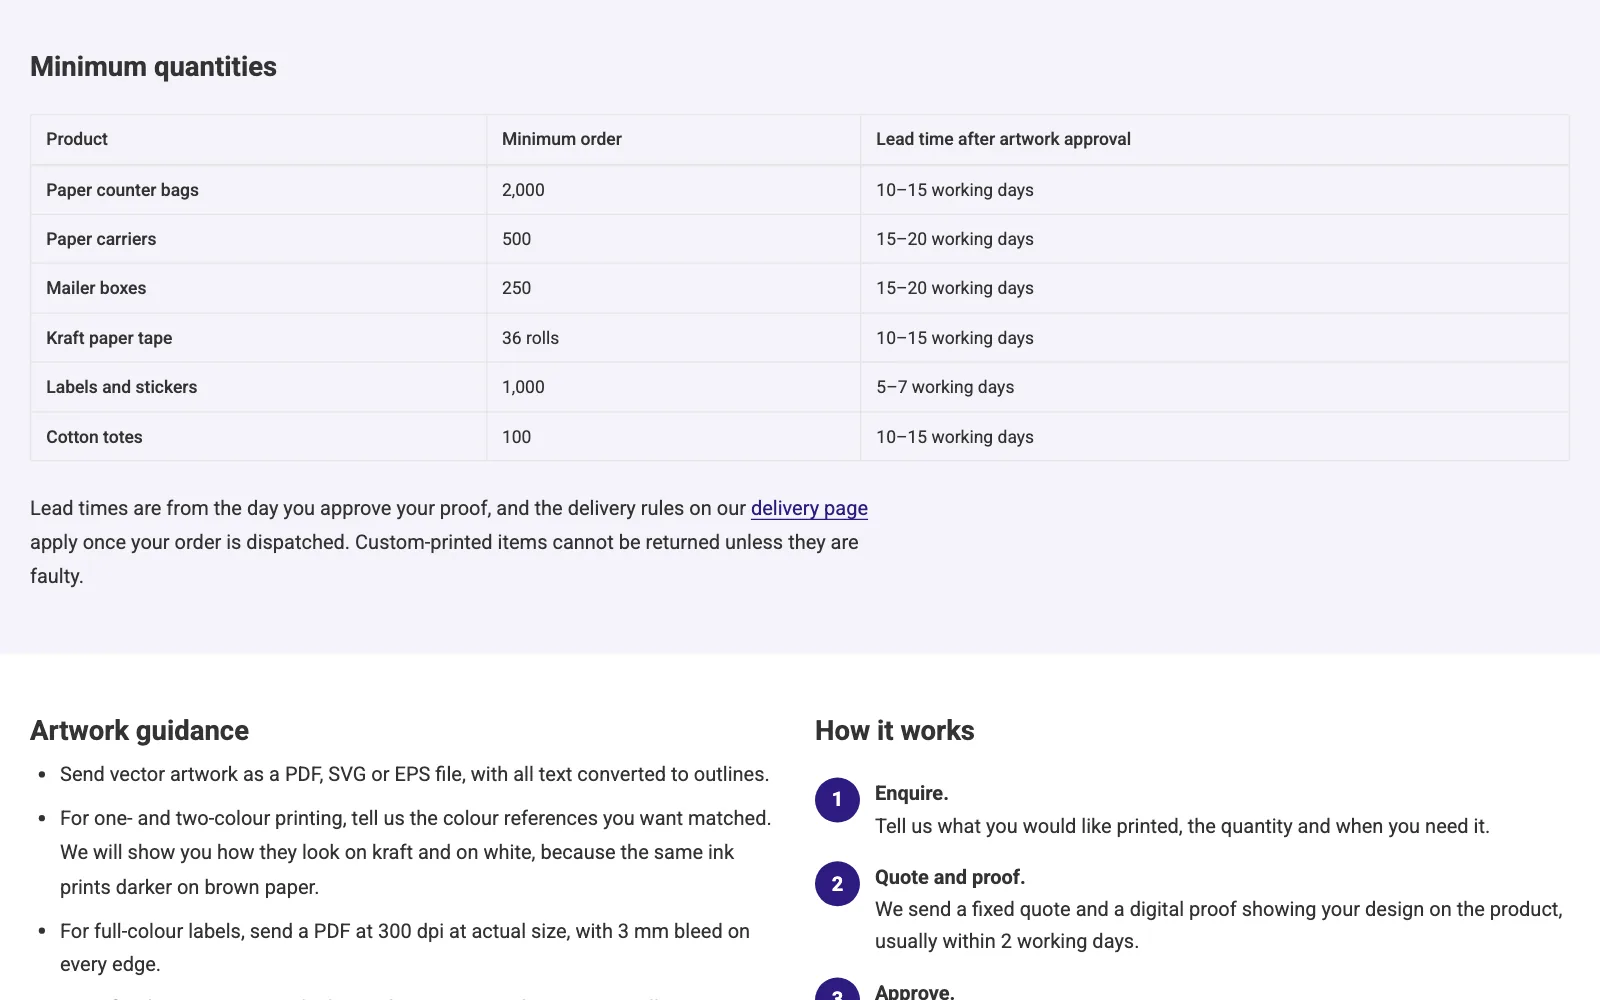 Minimum quantities
Product Minimum order Lead time after artwork approval
Paper counter bags 2,000 10–15 working days
Paper carriers 500 15–20 working days
Mailer boxes 250 15–20 working days
Kraft paper tape 36 rolls 10–15 working days
Labels and stickers 1,000 5–7 working days
Cotton totes 100 10–15 working days
Lead times are from the day you approve your proof, and the delivery rules on our delivery page
apply once your order is dispatched. Custom-printed items cannot be returned unless they are
faulty.
Artwork guidance
• Send vector artwork as a PDF, SVG or EPS file, with all text converted to outlines.
• For one- and two-colour printing, tell us the colour references you want matched.
We will show you how they look on kraft and on white, because the same ink
prints darker on brown paper.
• For full-colour labels, send a PDF at 300 dpi at actual size, with 3 mm bleed on
every edge.
How it works
1 Enquire.
Tell us what you would like printed, the quantity and when you need it.
2 Quote and proof.
We send a fixed quote and a digital proof showing your design on the product,
usually within 2 working days.
3 Approve.